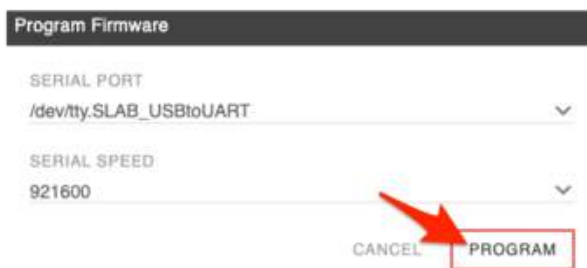 Program Firmware
SERIAL PORT
/dev/tty.SLAB_USBtoUART
SERIAL SPEED
921600
CANCEL PROGRAM